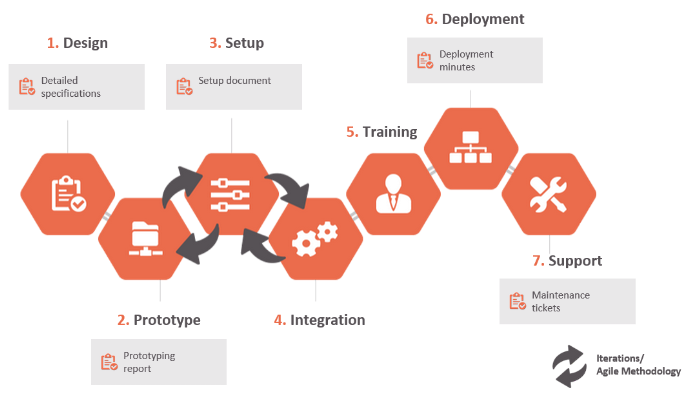 1. Design
Detailed
specifications
2. Prototype
Prototyping
report
3. Setup
Setup document
4. Integration
5. Training
6. Deployment
Deployment
minutes
7. Support
Maintenance
tickets
Iterations/
Agile Methodology